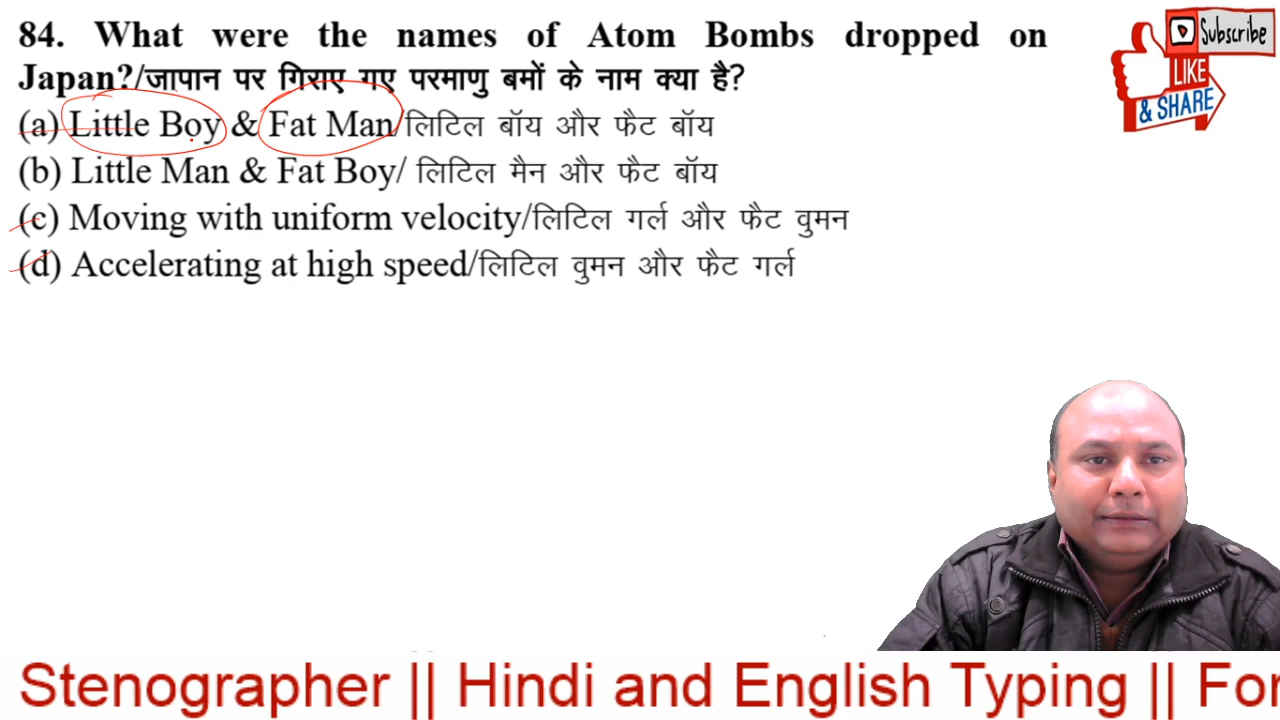 84. What were the names of Atom Bombs dropped on
Japan?/जापान पर गिराए गए परमाणु बमों के नाम क्या है?
(a) Little Boy & Fat Man/लिटिल बॉय और फैट बॉय
(b) Little Man & Fat Boy/ लिटिल मैन और फैट बॉय
(c) Moving with uniform velocity/लिटिल गर्ल और फैट वुमन
(d) Accelerating at high speed/लिटिल वुमन और फैट गर्ल
Subscribe
LIKE
& SHARE
Stenographer || Hindi and English Typing || For